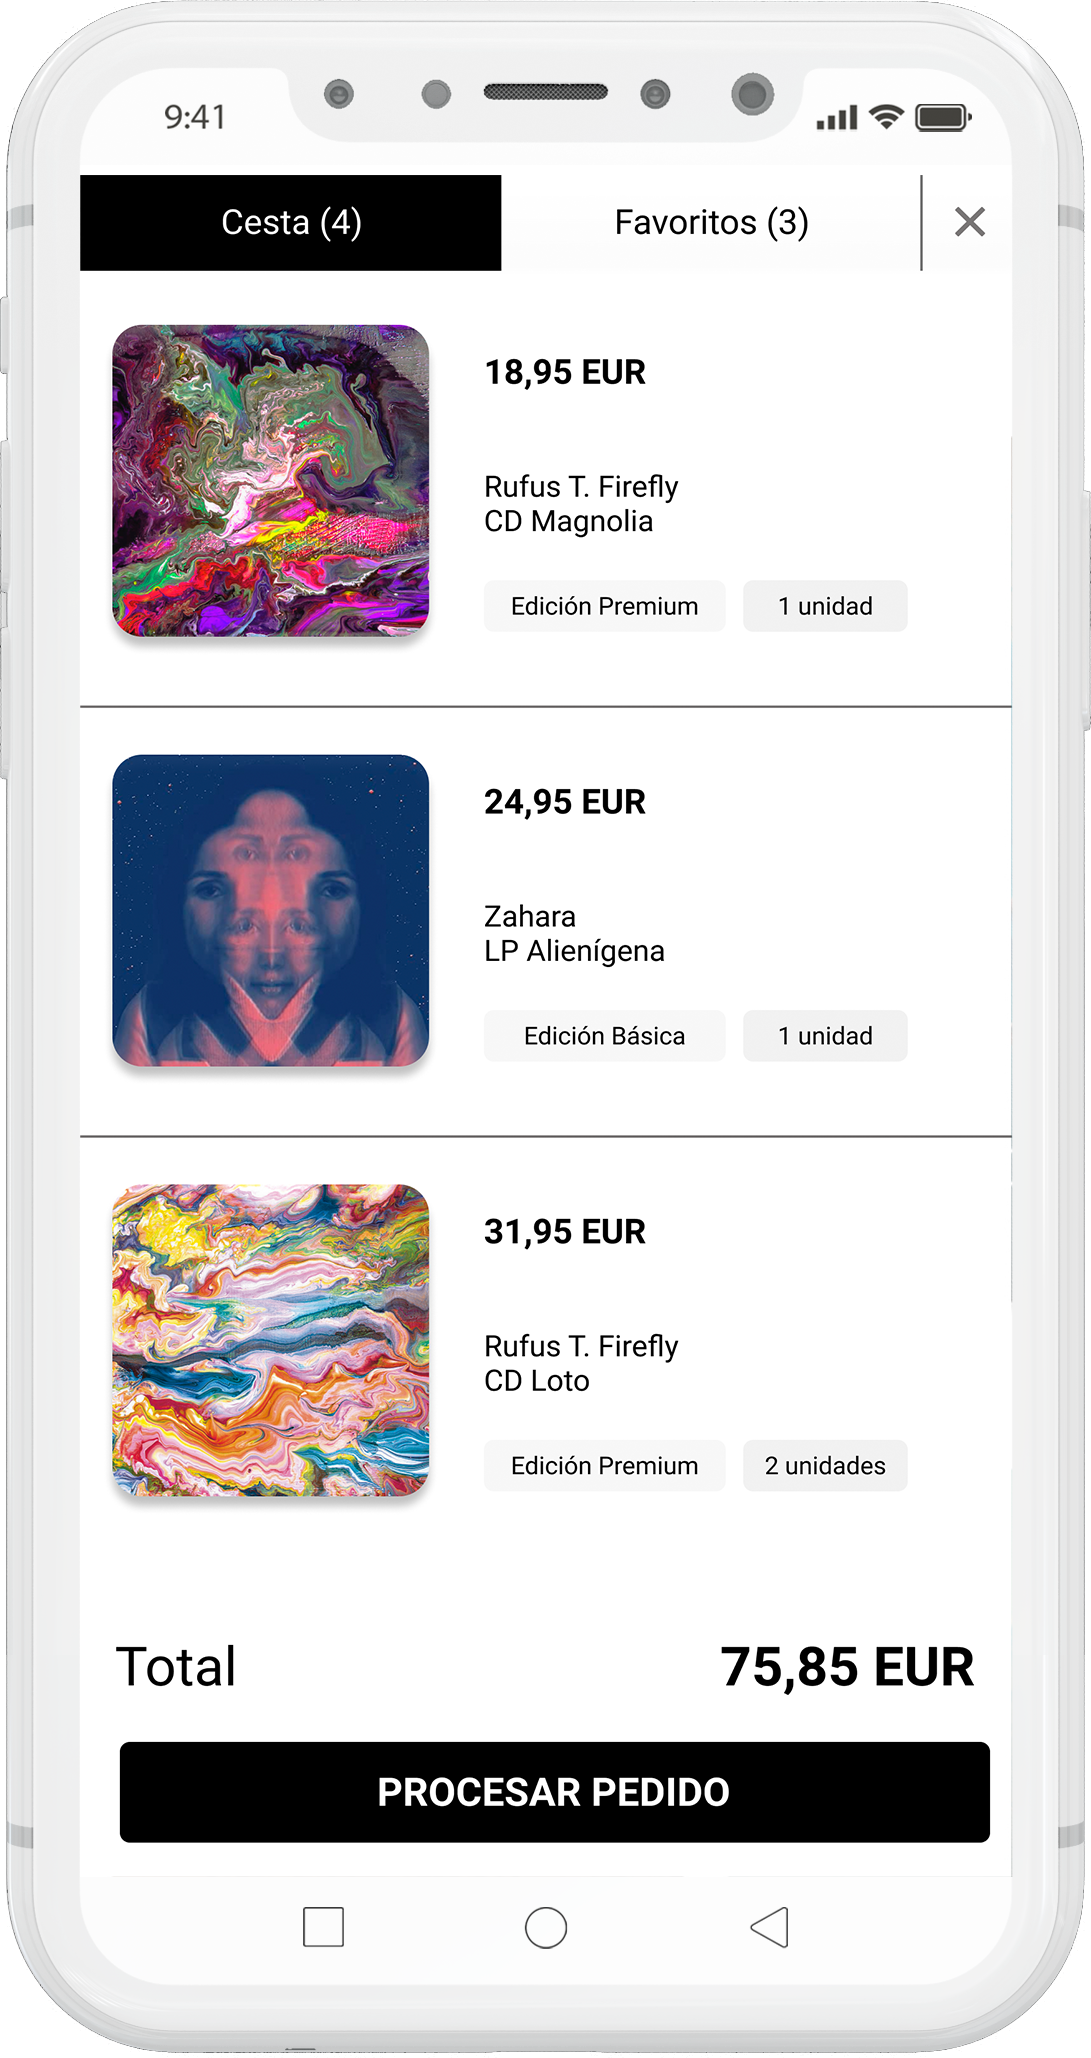 9:41
Cesta (4)
Favoritos (3)
18,95 EUR
Rufus T. Firefly
CD Magnolia
Edición Premium
1 unidad
24,95 EUR
Zahara
LP Alienígena
Edición Básica
1 unidad
31,95 EUR
Rufus T. Firefly
CD Loto
Edición Premium
2 unidades
Total
75,85 EUR
PROCESAR PEDIDO